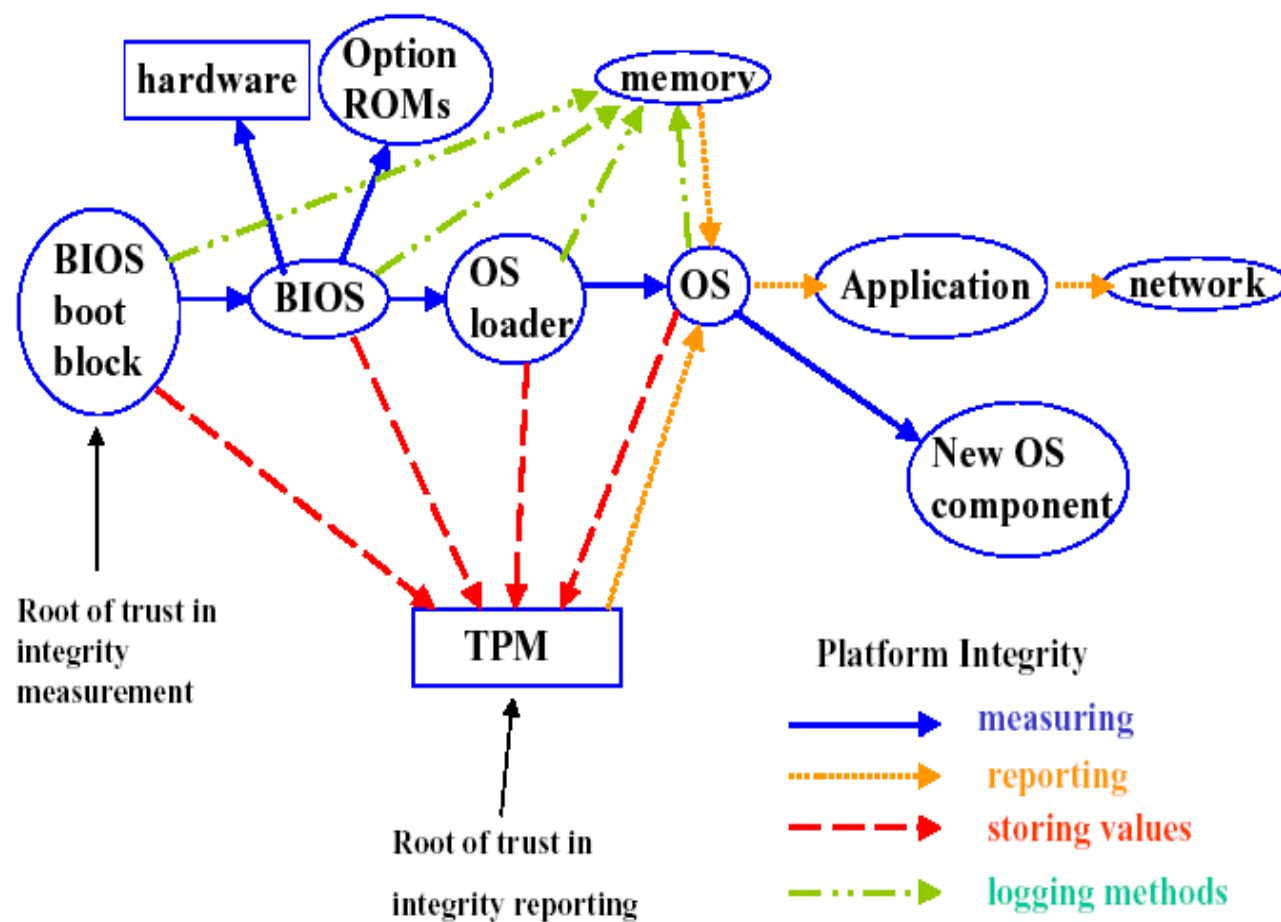 hardware
Option
ROMs
memory
BIOS
boot
block
BIOS
OS
loader
OS
Application
network
New OS
component
TPM
Root of trust in
integrity
measurement
Root of trust in
integrity reporting
Platform Integrity
measuring
reporting
storing values
logging methods